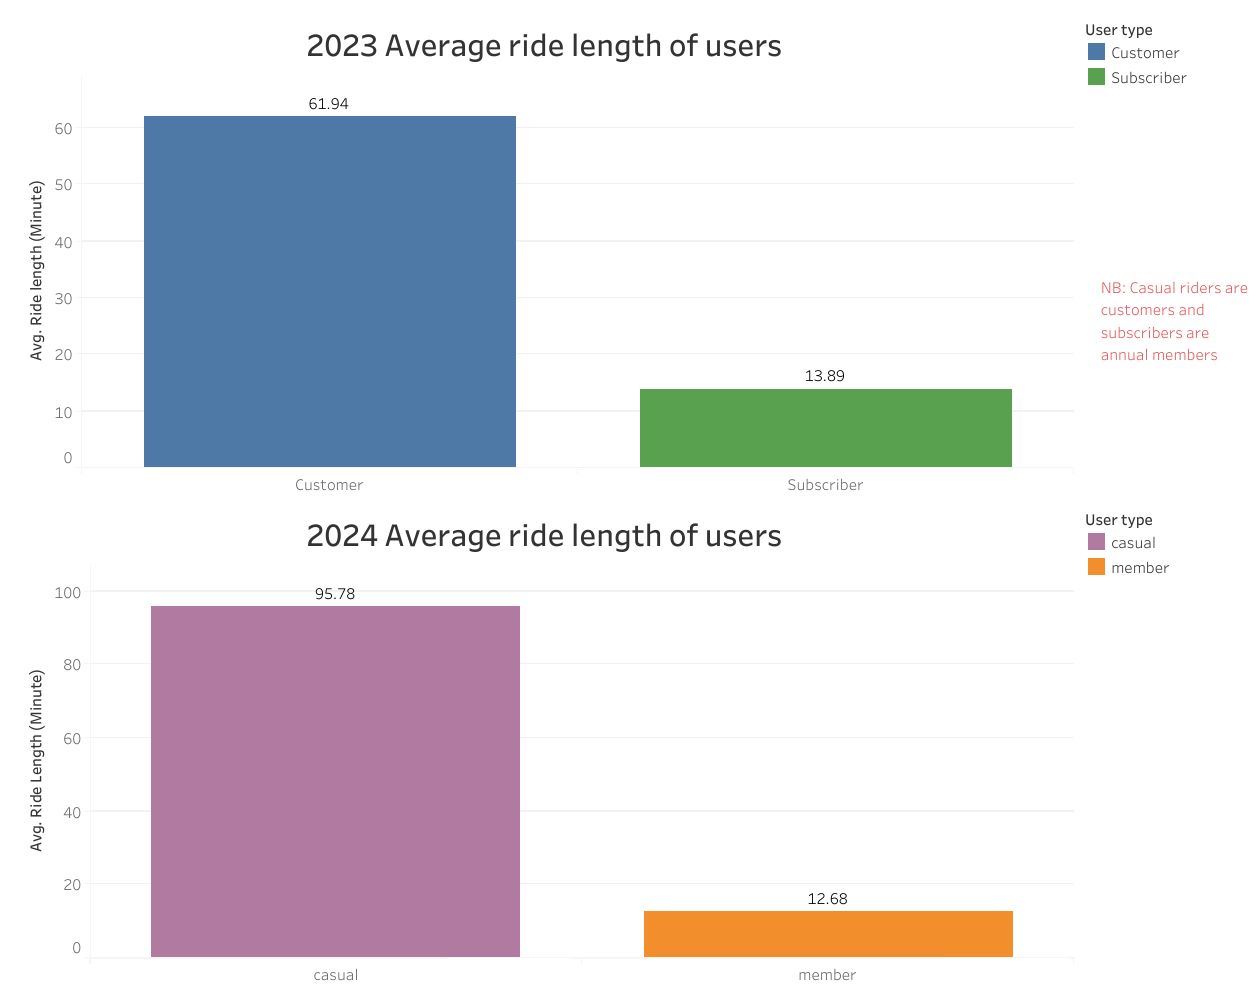 2023 Average ride length of users
User type
Customer
Subscriber
61.94
13.89
60
50
40
30
20
10
0
Avg. Ride length (Minute)
Customer
Subscriber
NB: Casual riders are
customers and
subscribers are
annual members
2024 Average ride length of users
User type
casual
member
95.78
12.68
100
80
60
40
20
0
Avg. Ride Length (Minute)
casual
member